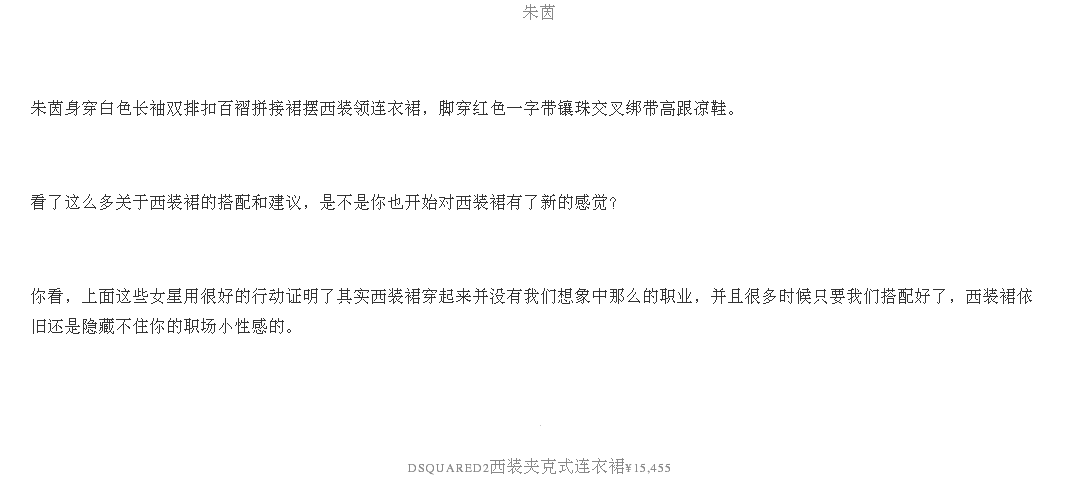 朱茵
朱茵身穿白色长袖双排扣百褶拼接裙摆西装领连衣裙，脚穿红色一字带镶珠交叉绑带高跟凉鞋。
看了这么多关于西装裙的搭配和建议，是不是你也开始对西装裙有了新的感觉？
你看，上面这些女星用很好的行动证明了其实西装裙穿起来并没有我们想象中那么的职业，并且很多时候只要我们搭配好了，西装裙依
旧还是隐藏不住你的职场小性感的。
DSQUARED2西装夹克式连衣裙¥15,455